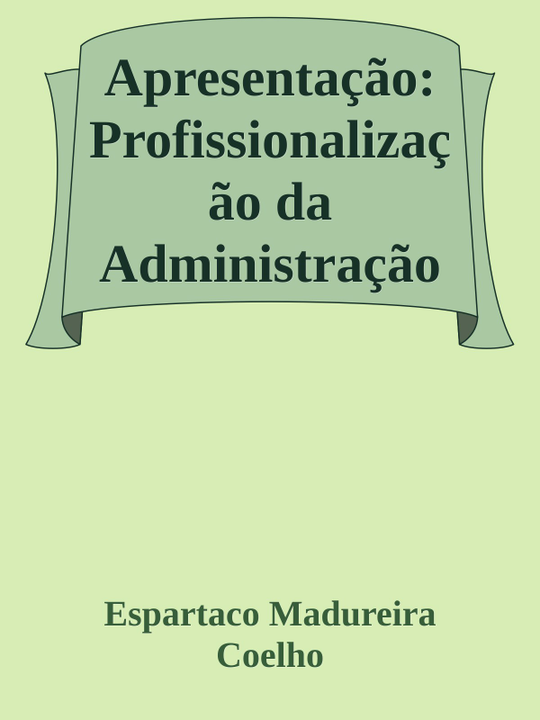 Apresentação:
Profissionalizaç
ão da
Administração
Espartaco Madureira
Coelho